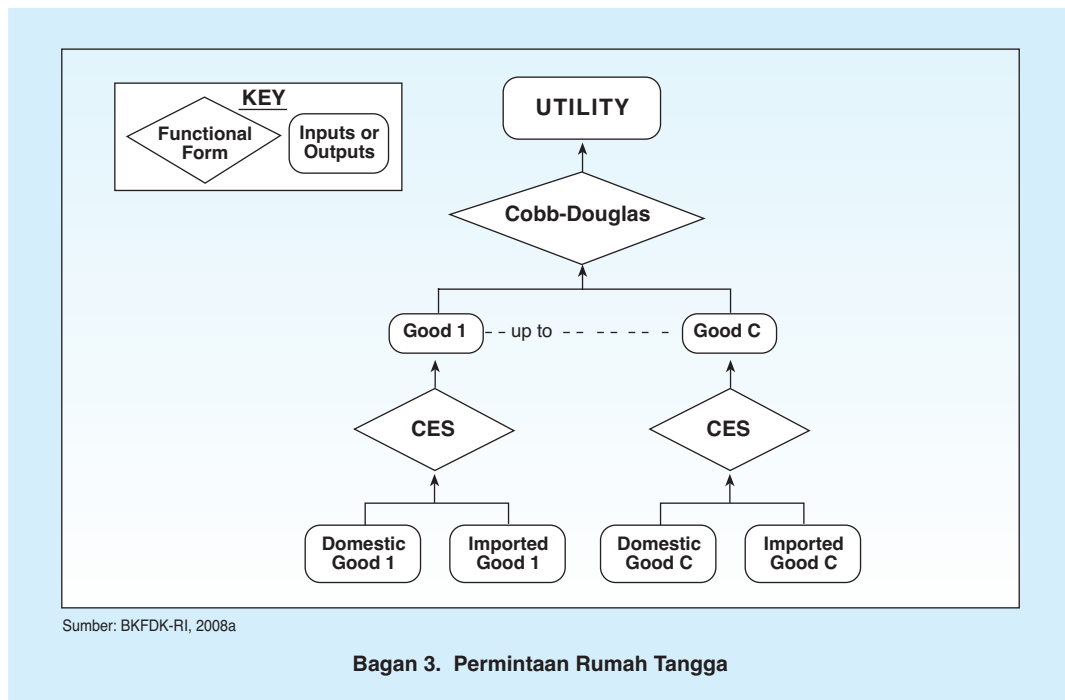 KEY
Functional
Form
Inputs or
Outputs
UTILITY
Cobb-Douglas
Good 1 - - up to - - - - - - - Good C
CES CES
Domestic
Good 1
Imported
Good 1
Domestic
Good C
Imported
Good C
Sumber: BKFDK-RI, 2008a
Bagan 3. Permintaan Rumah Tangga